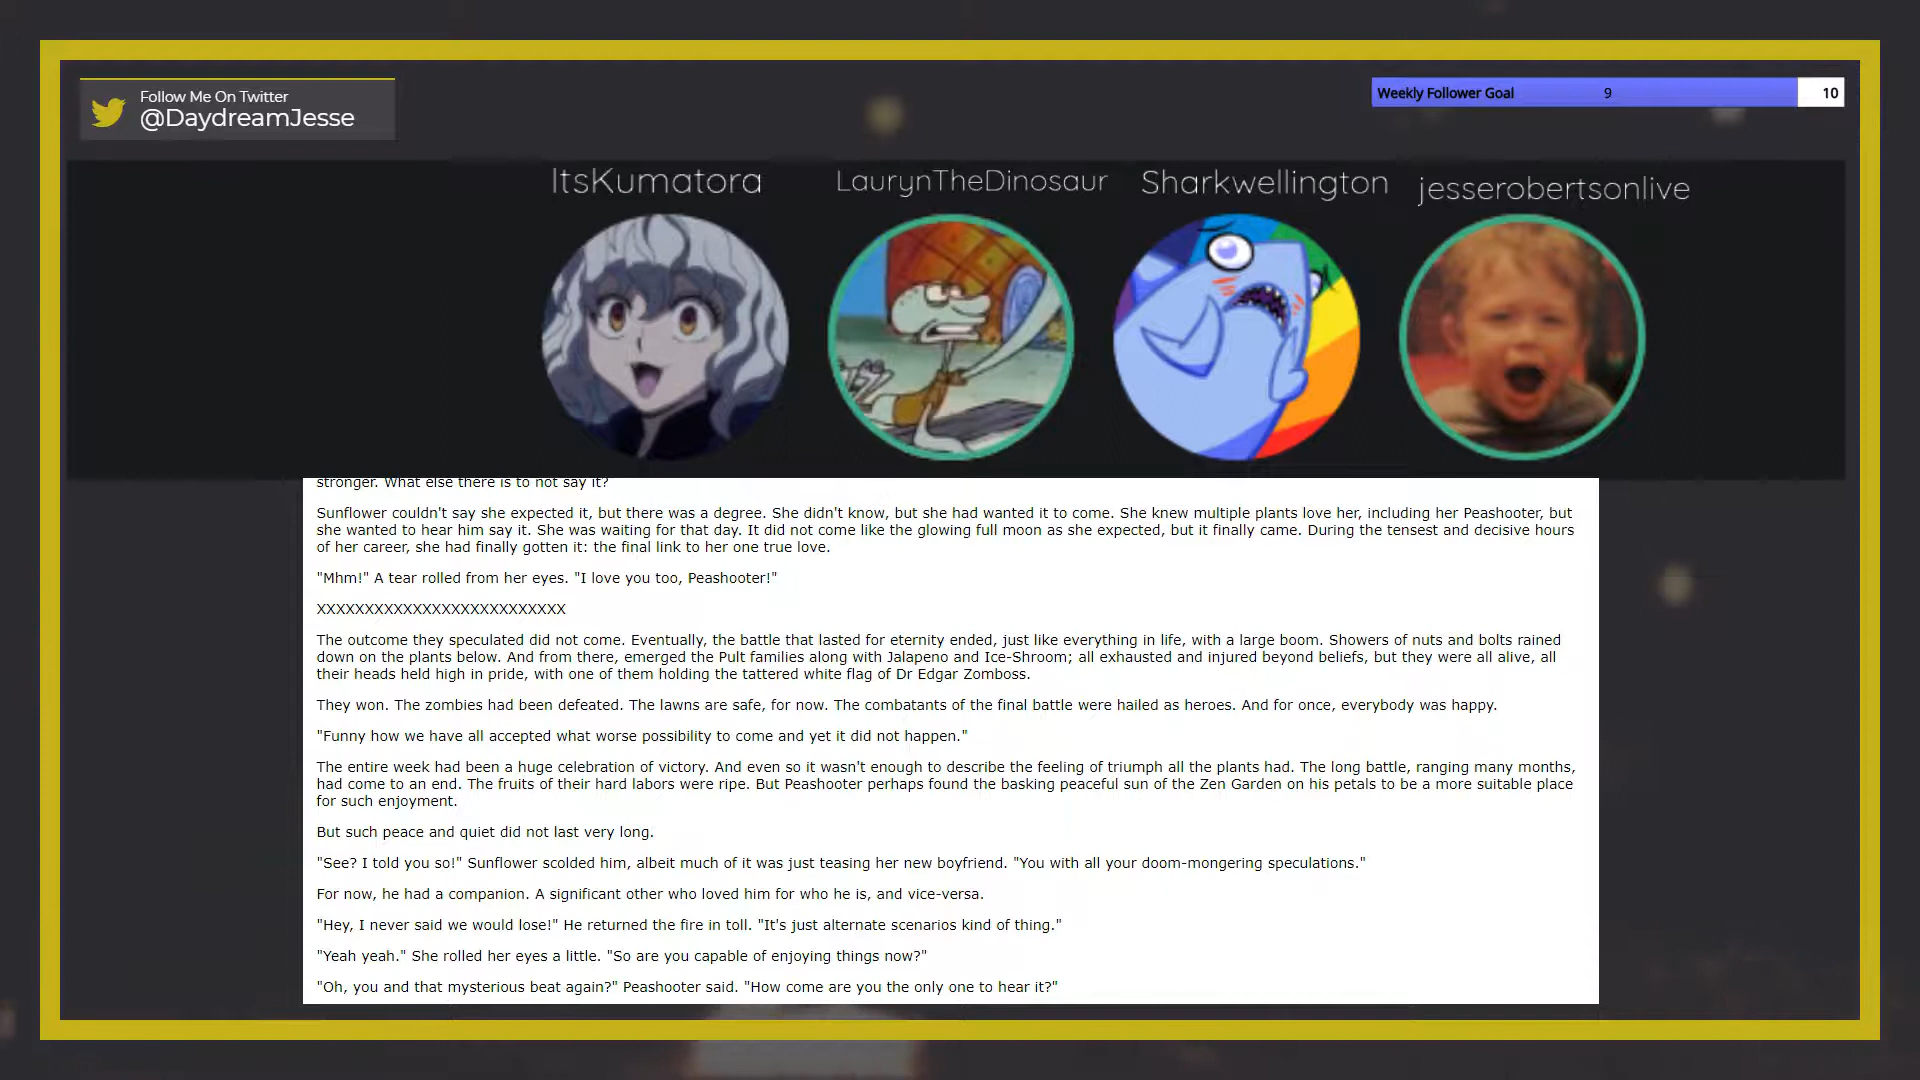 Follow Me On Twitter
@DaydreamJesse
Weekly Follower Goal 9 10
ItsKumatora LaurynTheDinosaur Sharkwellington jesserobertsonlive
stronger. What else there is to not say it?
Sunflower couldn't say she expected it, but there was a degree. She didn't know, but she had wanted it to come. She knew multiple plants love her, including her Peashooter, but
she wanted to hear him say it. She was waiting for that day. It did not come like the glowing full moon as she expected, but it finally came. During the tensest and decisive hours
of her career, she had finally gotten it: the final link to her one true love.
"Mhm!" A tear rolled from her eyes. "I love you too, Peashooter!"
XXXXXXXXXXXXXXXXXXXXXXXXXX
The outcome they speculated did not come. Eventually, the battle that lasted for eternity ended, just like everything in life, with a large boom. Showers of nuts and bolts rained
down on the plants below. And from there, emerged the Pult families along with Jalapeno and Ice-Shroom; all exhausted and injured beyond beliefs, but they were all alive, all
their heads held high in pride, with one of them holding the tattered white flag of Dr Edgar Zomboss.
They won. The zombies had been defeated. The lawns are safe, for now. The combatants of the final battle were hailed as heroes. And for once, everybody was happy.
"Funny how we have all accepted what worse possibility to come and yet it did not happen."
The entire week had been a huge celebration of victory. And even so it wasn't enough to describe the feeling of triumph all the plants had. The long battle, ranging many months,
had come to an end. The fruits of their hard labors were ripe. But Peashooter perhaps found the basking peaceful sun of the Zen Garden on his petals to be a more suitable place
for such enjoyment.
But such peace and quiet did not last very long.
"See? I told you so!" Sunflower scolded him, albeit much of it was just teasing her new boyfriend. "You with all your doom-mongering speculations."
For now, he had a companion. A significant other who loved him for who he is, and vice-versa.
"Hey, I never said we would lose!" He returned the fire in toll. "It's just alternate scenarios kind of thing."
"Yeah yeah." She rolled her eyes a little. "So are you capable of enjoying things now?"
"Oh, you and that mysterious beat again?" Peashooter said. "How come are you the only one to hear it?"